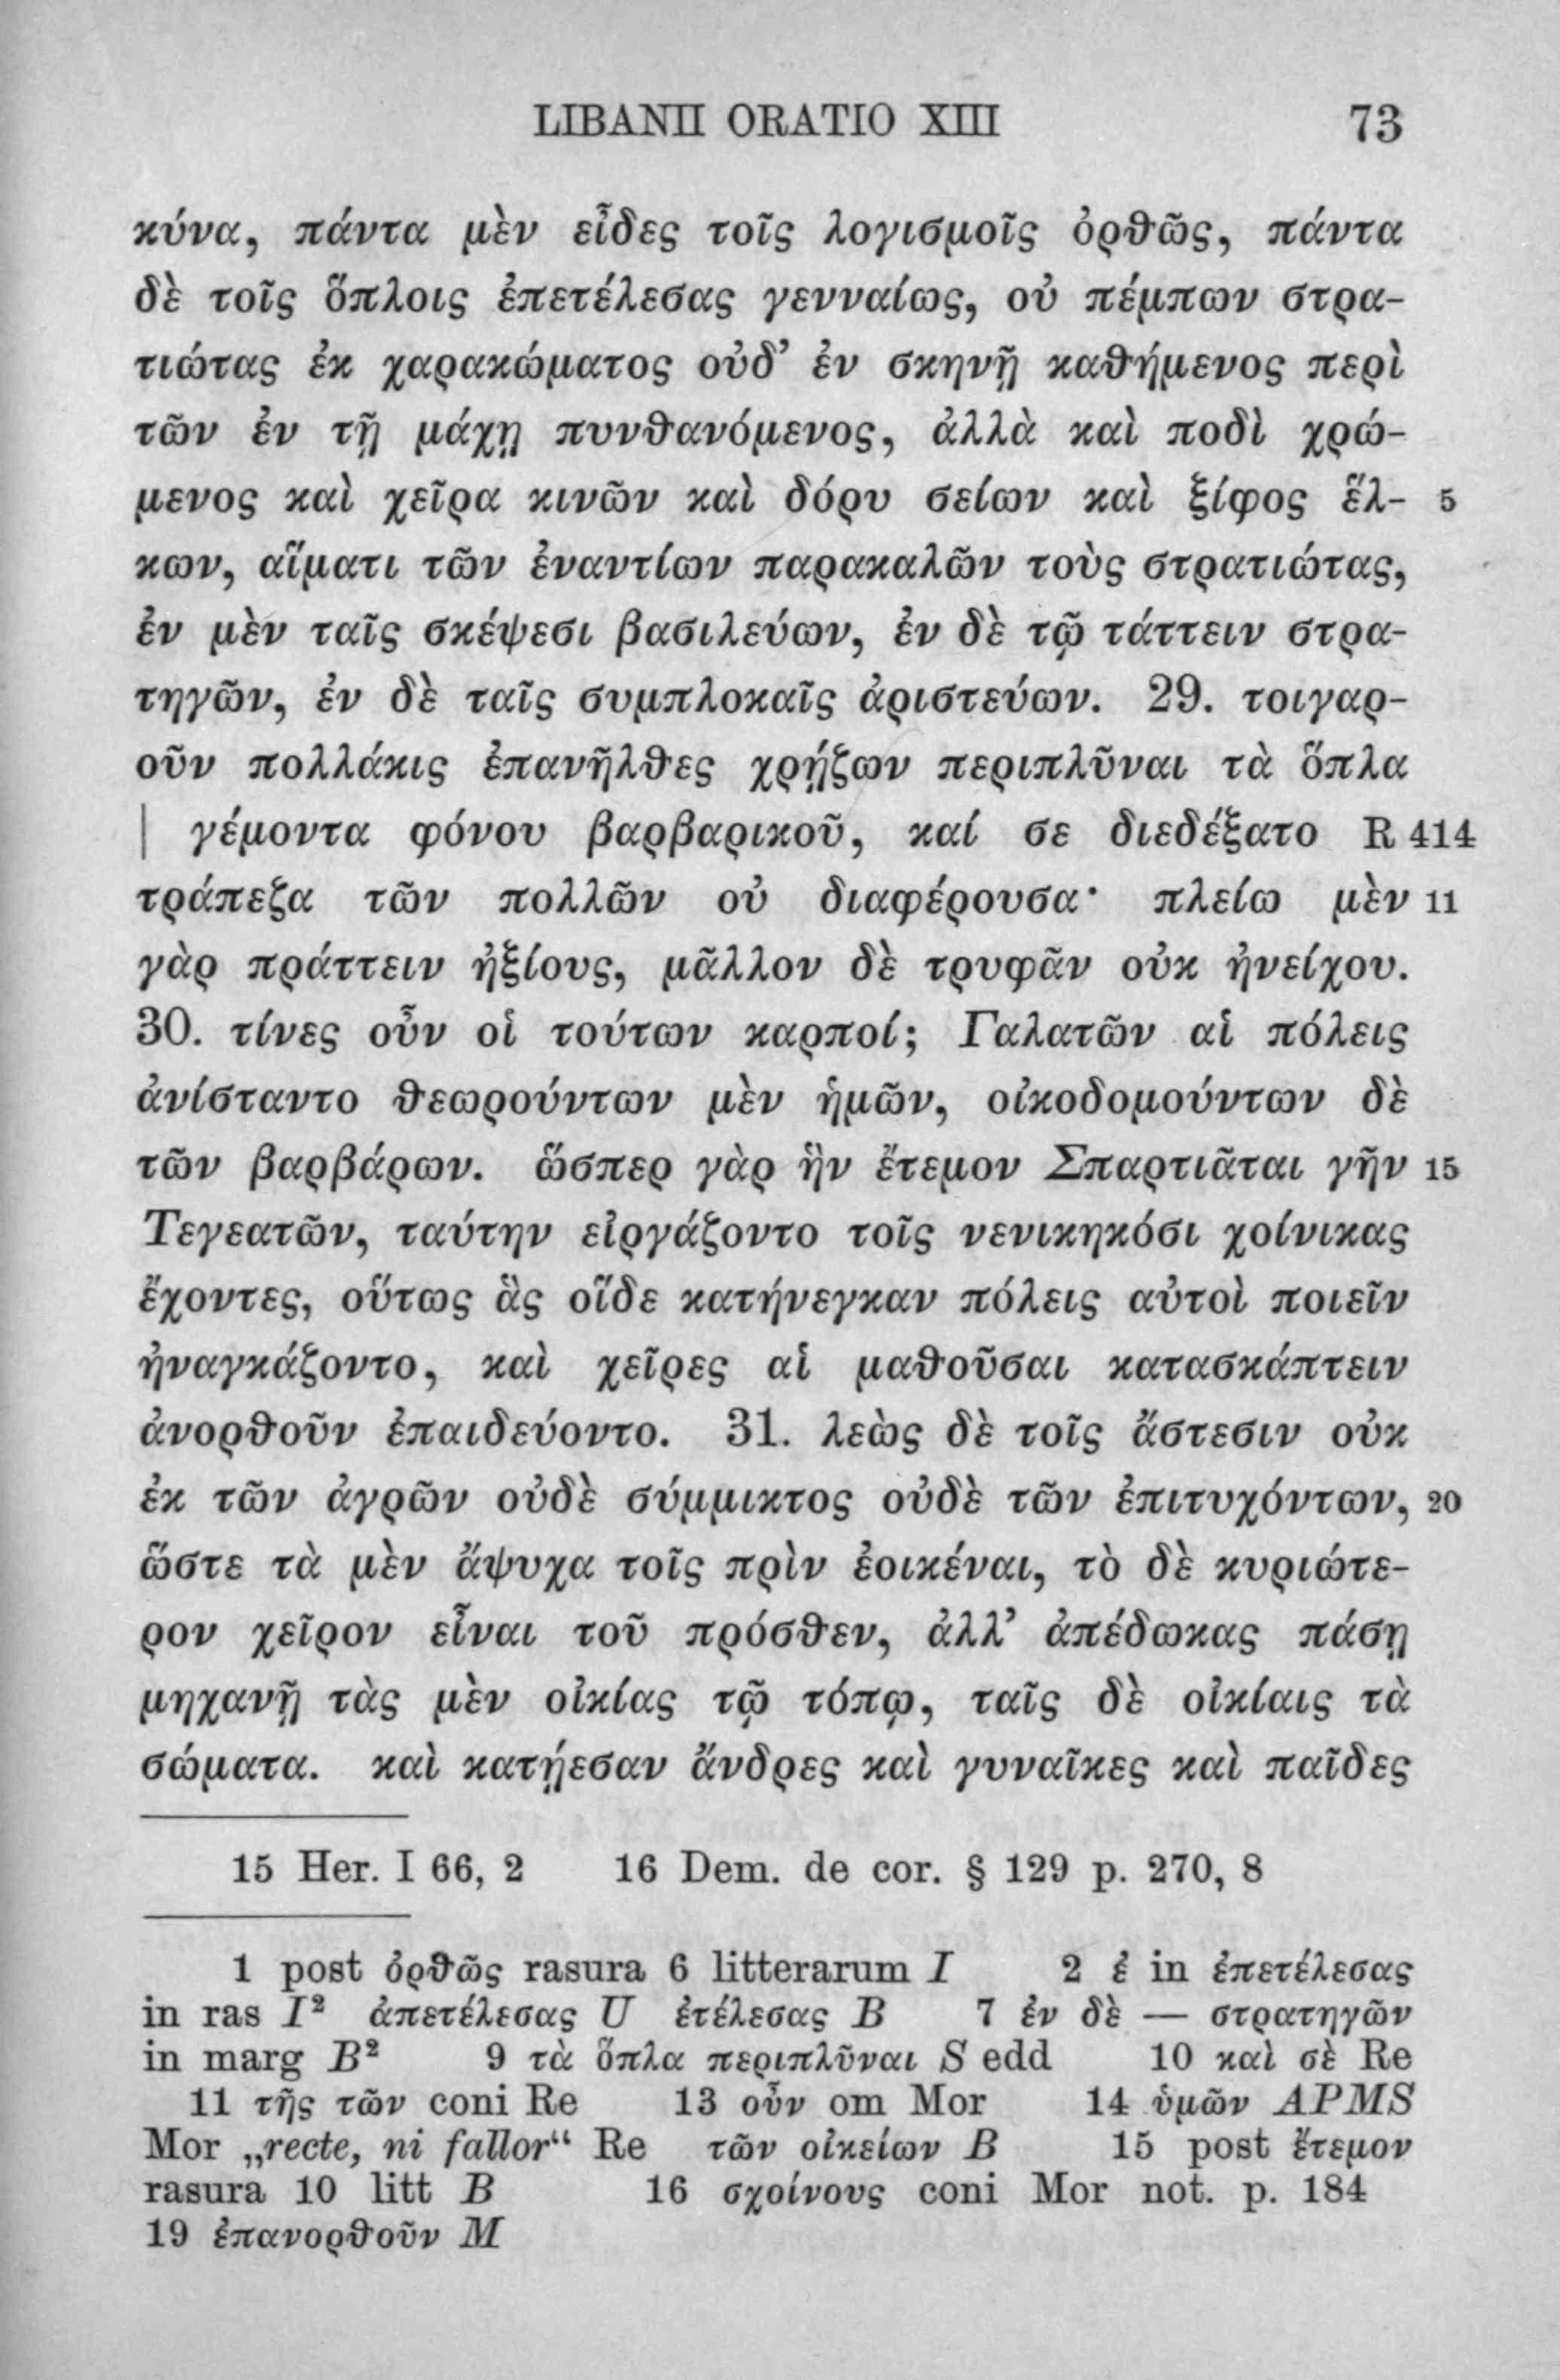 LIBANII ORATIO XIII 73
κύνα, πάντα μὲν εἶδες τοῖς λογισμοῖς ὀρθῶς, πάντα
δὲ τοῖς ὅπλοις ἐπετέλεσας γενναίως, οὐ πέμπων στρα-
τιώτας ἐκ χαρακώματος οὐδ’ ἐν σκηνῇ καθήμενος περὶ
τῶν ἐν τῇ μάχῃ πυνθανόμενος, ἀλλὰ καὶ ποδὶ χρώ-
μενος καὶ χεῖρα κινῶν καὶ δόρυ σείων καὶ ξίφος ἕλ- 5
κων, αἵματι τῶν ἐναντίων παρακαλῶν τοὺς στρατιώτας,
ἐν μὲν ταῖς σκέψεσι βασιλεύων, ἐν δὲ τῷ τάττειν στρα-
τηγῶν, ἐν δὲ ταῖς συμπλοκαῖς ἀριστεύων. 29. τοιγαρ-
οῦν πολλάκις ἐπανῆλθες χρῄζων περιπλῦναι τὰ ὅπλα
| γέμοντα φόνου βαρβαρικοῦ, καί σε διεδέξατο R 414
τράπεζα τῶν πολλῶν οὐ διαφέρουσα· πλείω μὲν 11
γὰρ πράττειν ἠξίους, μᾶλλον δὲ τρυφᾶν οὐκ ἠνείχου.
30. τίνες οὖν οἱ τούτων καρποί; Γαλατῶν αἱ πόλεις
ἀνίσταντο θεωρούντων μὲν ἡμῶν, οἰκοδομούντων δὲ
τῶν βαρβάρων. ὥσπερ γὰρ ἣν ἔτεμον Σπαρτιᾶται γῆν 15
Τεγεατῶν, ταύτην εἰργάζοντο τοῖς νενικηκόσι χοίνικας
ἔχοντες, οὕτως ἃς οἵδε κατήνεγκαν πόλεις αὐτοὶ ποιεῖν
ἠναγκάζοντο, καὶ χεῖρες αἱ μαθοῦσαι κατασκάπτειν
ἀνορθοῦν ἐπαιδεύοντο. 31. λεὼς δὲ τοῖς ἄστεσιν οὐκ
ἐκ τῶν ἀγρῶν οὐδὲ σύμμικτος οὐδὲ τῶν ἐπιτυχόντων, 20
ὥστε τὰ μὲν ἄψυχα τοῖς πρὶν ἐοικέναι, τὸ δὲ κυριώτε-
ρον χεῖρον εἶναι τοῦ πρόσθεν, ἀλλ’ ἀπέδωκας πάσῃ
μηχανῇ τὰς μὲν οἰκίας τῷ τόπῳ, ταῖς δὲ οἰκίαις τὰ
σώματα. καὶ κατῄεσαν ἄνδρες καὶ γυναῖκες καὶ παῖδες
15 Her. I 66, 2 16 Dem. de cor. § 129 p. 270, 8
1 post ὀρθῶς rasura 6 litterarum I 2 ἐ in ἐπετέλεσας
in ras I² ἀπετέλεσας U ἐτέλεσας B 7 ἐν δὲ — στρατηγῶν
in marg B² 9 τὰ ὅπλα περιπλῦναι S edd 10 καὶ σὲ Re
11 τῆς τῶν coni Re 13 οὖν om Mor 14 ὑμῶν APMS
Mor „recte, ni fallor“ Re τῶν οἰκείων B 15 post ἔτεμον
rasura 10 litt B 16 σχοίνους coni Mor not. p. 184
19 ἐπανορθοῦν M